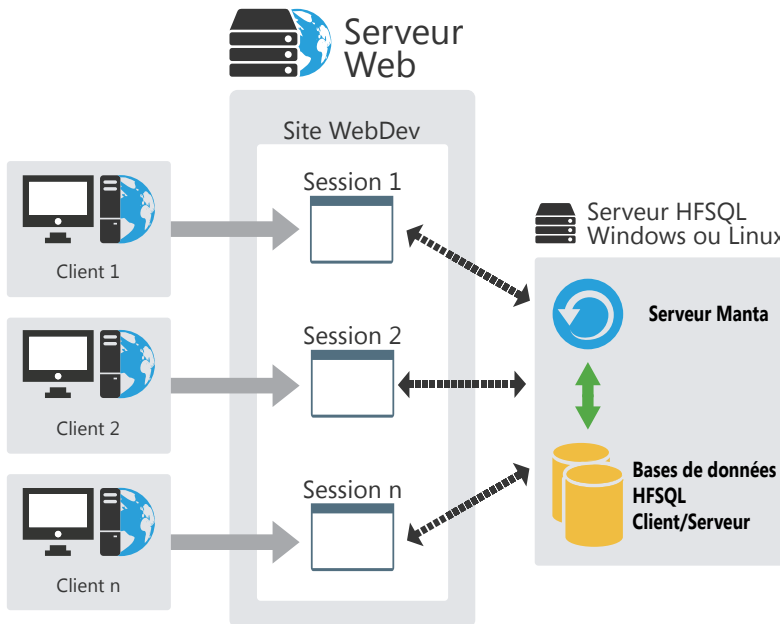 Serveur
Web
Site WebDev
Client 1
Session 1
Client 2
Session 2
Client n
Session n
Serveur HFSQL
Windows ou Linux
Serveur Manta
Bases de données
HFSQL
Client/Serveur